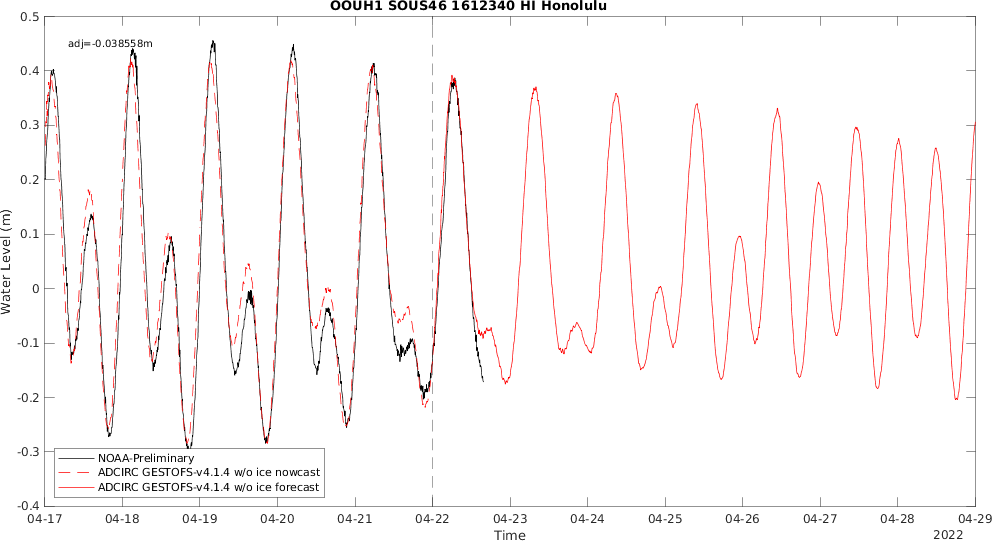 OOUH1 SOUS46 1612340 HI Honolulu
adj=-0.038558m
0.5
0.4
0.3
0.2
0.1
0
-0.1
-0.2
-0.3
-0.4
Water Level (m)
NOAA-Preliminary
ADCIRC GESTOFS-v4.1.4 w/o ice nowcast
ADCIRC GESTOFS-v4.1.4 w/o ice forecast
04-17 04-18 04-19 04-20 04-21 04-22 04-23 04-24 04-25 04-26 04-27 04-28 04-29
Time
2022